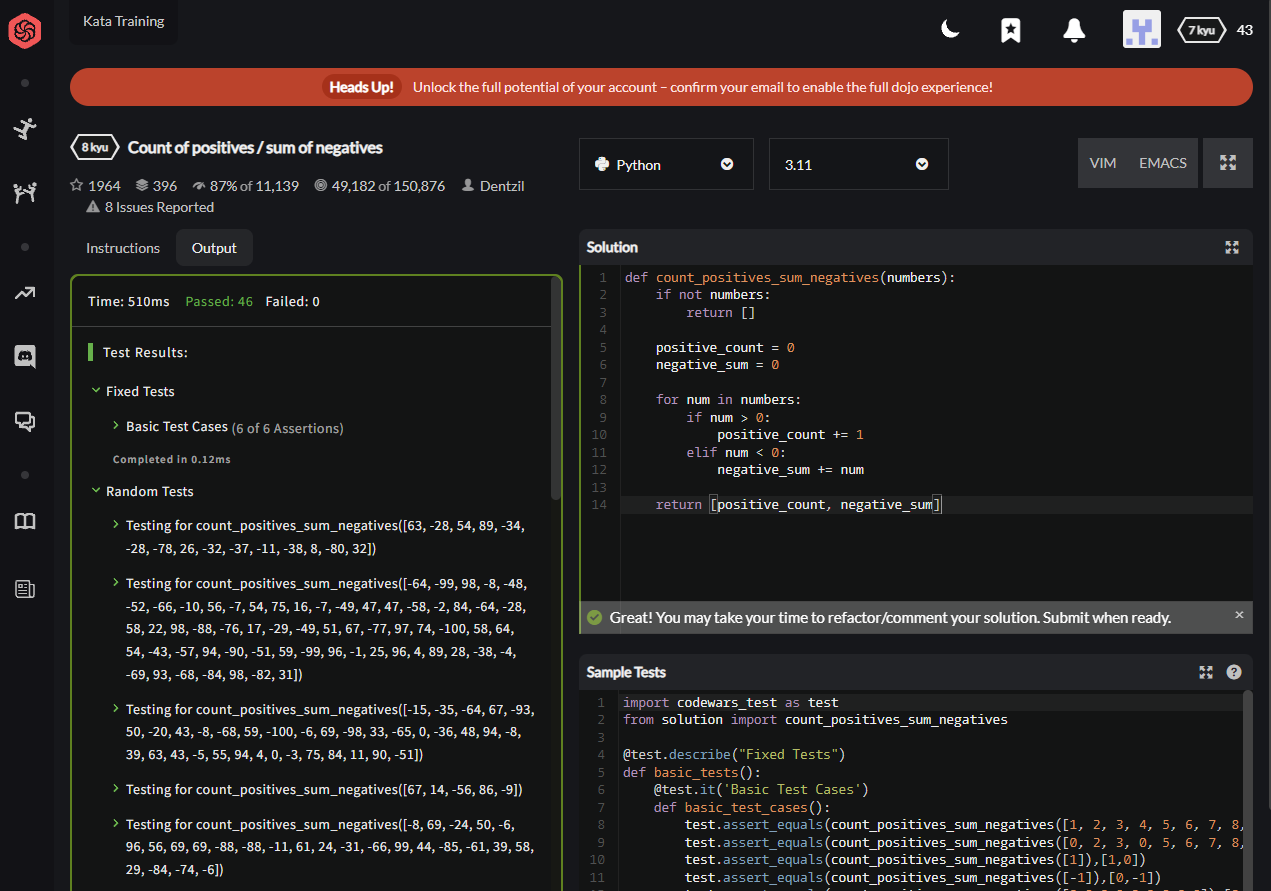 Kata Training
7 kyu 43
Heads Up! Unlock the full potential of your account – confirm your email to enable the full dojo experience!
8 kyu Count of positives / sum of negatives
1964 396 87% of 11,139 49,182 of 150,876 Dentzil
8 Issues Reported
Python 3.11 VIM EMACS
Instructions Output
Time: 510ms Passed: 46 Failed: 0
Test Results:
Fixed Tests
Basic Test Cases (6 of 6 Assertions)
Completed in 0.12ms
Random Tests
Testing for count_positives_sum_negatives([63, -28, 54, 89, -34,
-28, -78, 26, -32, -37, -11, -38, 8, -80, 32])
Testing for count_positives_sum_negatives([-64, -99, 98, -8, -48,
-52, -66, -10, 56, -7, 54, 75, 16, -7, -49, 47, 47, -58, -2, 84, -64, -28,
58, 22, 98, -88, -76, 17, -29, -49, 51, 67, -77, 97, 74, -100, 58, 64,
54, -43, -57, 94, -90, -51, 59, -99, 96, -1, 25, 96, 4, 89, 28, -38, -4,
-69, 93, -68, -84, 98, -82, 31])
Testing for count_positives_sum_negatives([-15, -35, -64, 67, -93,
50, -20, 43, -8, -68, 59, -100, -6, 69, -98, 33, -65, 0, -36, 48, 94, -8,
39, 63, 43, -5, 55, 94, 4, 0, -3, 75, 84, 11, 90, -51])
Testing for count_positives_sum_negatives([67, 14, -56, 86, -9])
Testing for count_positives_sum_negatives([-8, 69, -24, 50, -6,
96, 56, 69, 69, -88, -88, -11, 61, 24, -31, -66, 99, 44, -85, -61, 39, 58,
29, -84, -74, -6])
Solution
1 def count_positives_sum_negatives(numbers):
2     if not numbers:
3         return []
4
5     positive_count = 0
6     negative_sum = 0
7
8     for num in numbers:
9         if num > 0:
10             positive_count += 1
11         elif num < 0:
12             negative_sum += num
13
14     return [positive_count, negative_sum]
Great! You may take your time to refactor/comment your solution. Submit when ready.
Sample Tests
1 import codewars_test as test
2 from solution import count_positives_sum_negatives
3
4 @test.describe("Fixed Tests")
5 def basic_tests():
6     @test.it('Basic Test Cases')
7     def basic_test_cases():
8         test.assert_equals(count_positives_sum_negatives([1, 2, 3, 4, 5, 6, 7, 8,
9         test.assert_equals(count_positives_sum_negatives([0, 2, 3, 0, 5, 6, 7, 8,
10         test.assert_equals(count_positives_sum_negatives([1]),[1,0])
11         test.assert_equals(count_positives_sum_negatives([-1]),[0,-1])